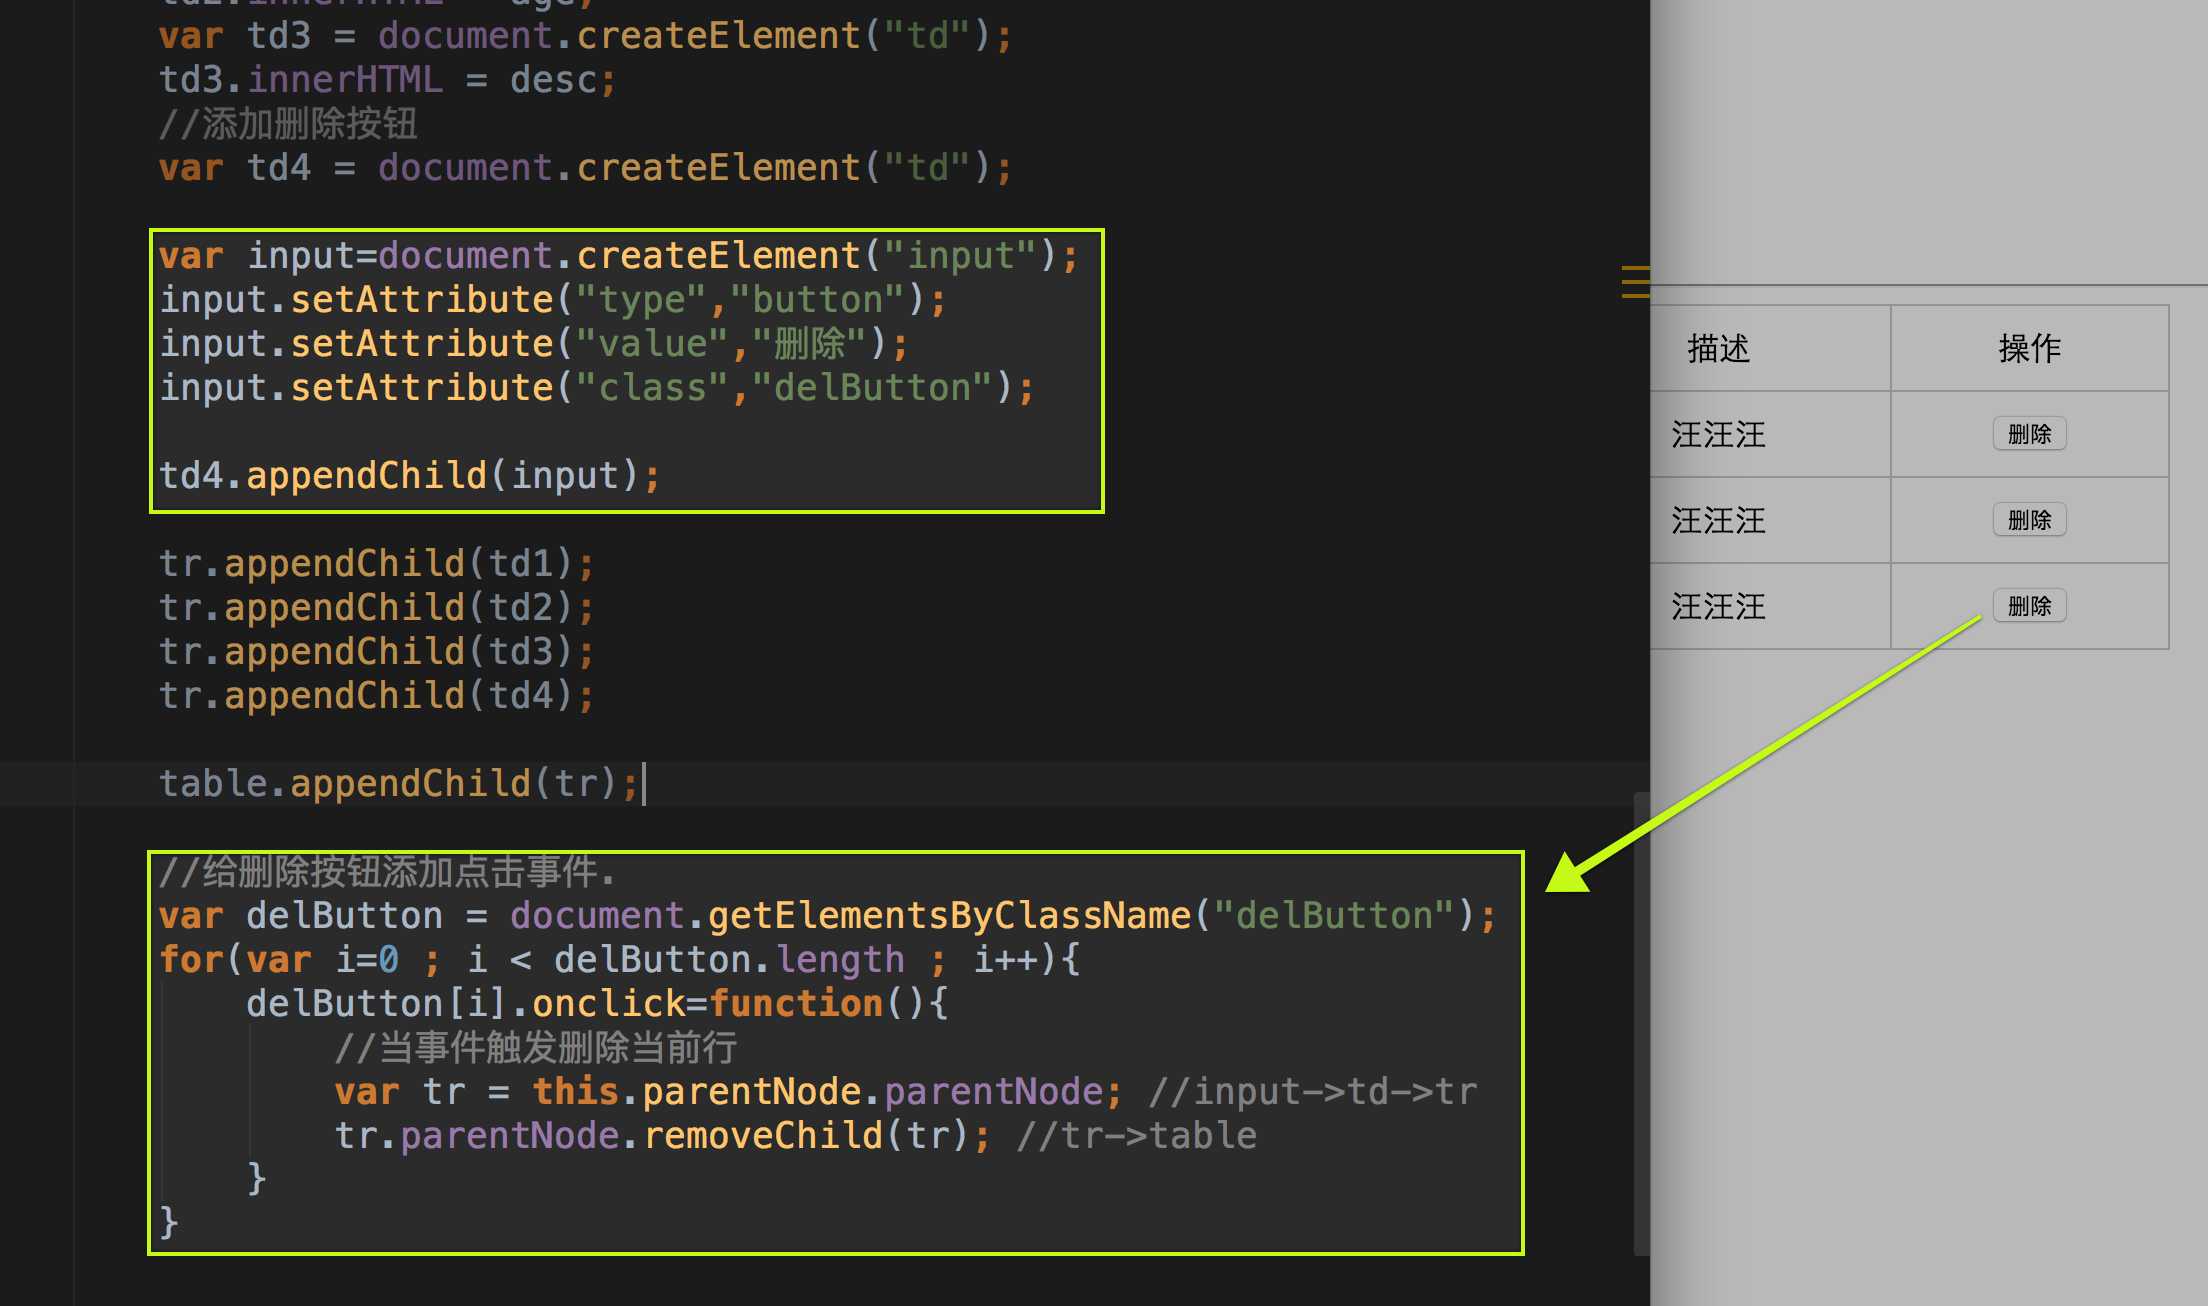 td2.innerHTML = age;
var td3 = document.createElement("td");
td3.innerHTML = desc;
//添加删除按钮
var td4 = document.createElement("td");
var input=document.createElement("input");
input.setAttribute("type","button");
input.setAttribute("value","删除");
input.setAttribute("class","delButton");
td4.appendChild(input);
tr.appendChild(td1);
tr.appendChild(td2);
tr.appendChild(td3);
tr.appendChild(td4);
table.appendChild(tr);
//给删除按钮添加点击事件.
var delButton = document.getElementsByClassName("delButton");
for(var i=0 ; i < delButton.length ; i++){
delButton[i].onclick=function(){
//当事件触发删除当前行
var tr = this.parentNode.parentNode; //input->td->tr
tr.parentNode.removeChild(tr); //tr->table
}
}
描述 操作
汪汪汪 删除
汪汪汪 删除
汪汪汪 删除